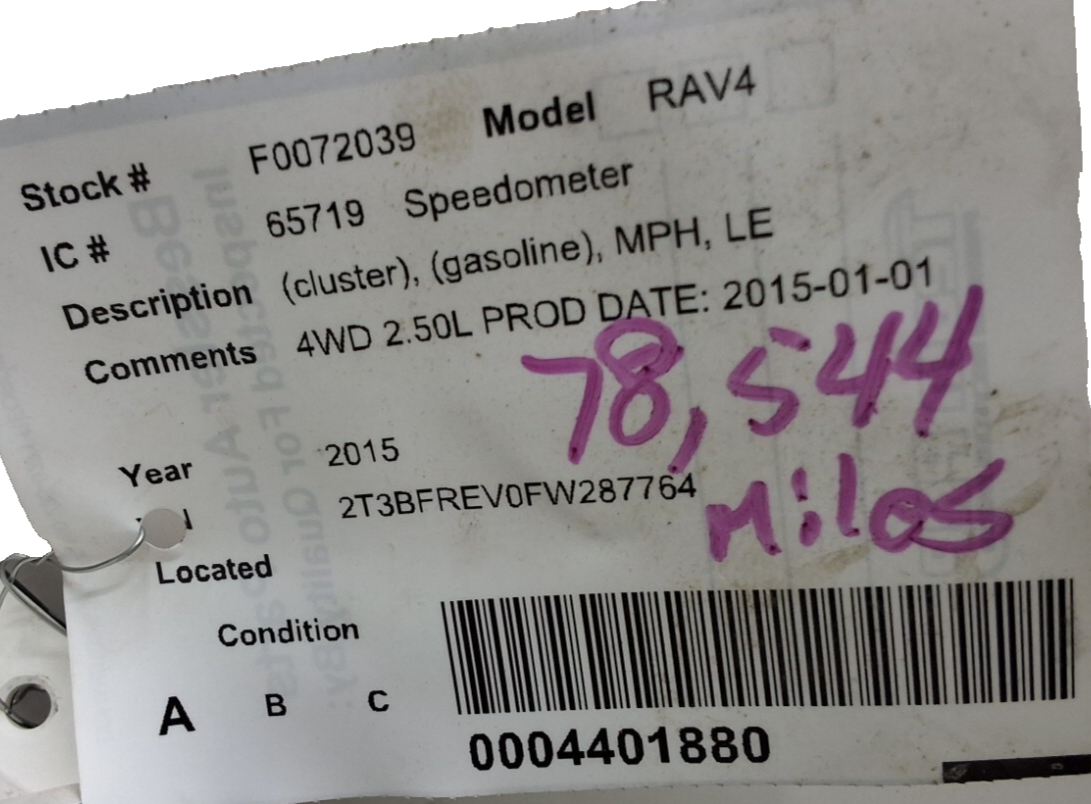 Stock # F0072039 Model RAV4
IC # 65719 Speedometer
Description (cluster), (gasoline), MPH, LE
Comments 4WD 2.50L PROD DATE: 2015-01-01
78,544
Miles
Year 2015
2T3BFREV0FW287764
Located
Condition
A B C
0004401880